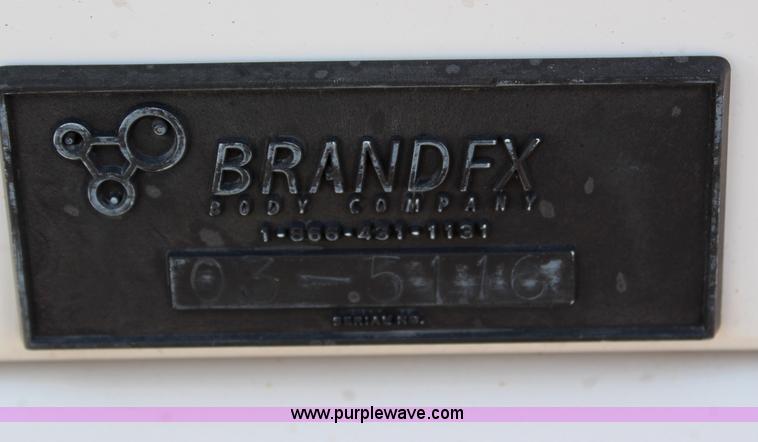 BRANDFX
BODY COMPANY
1-866-431-1131
03-5116
SERIAL NO.
www.purplewave.com